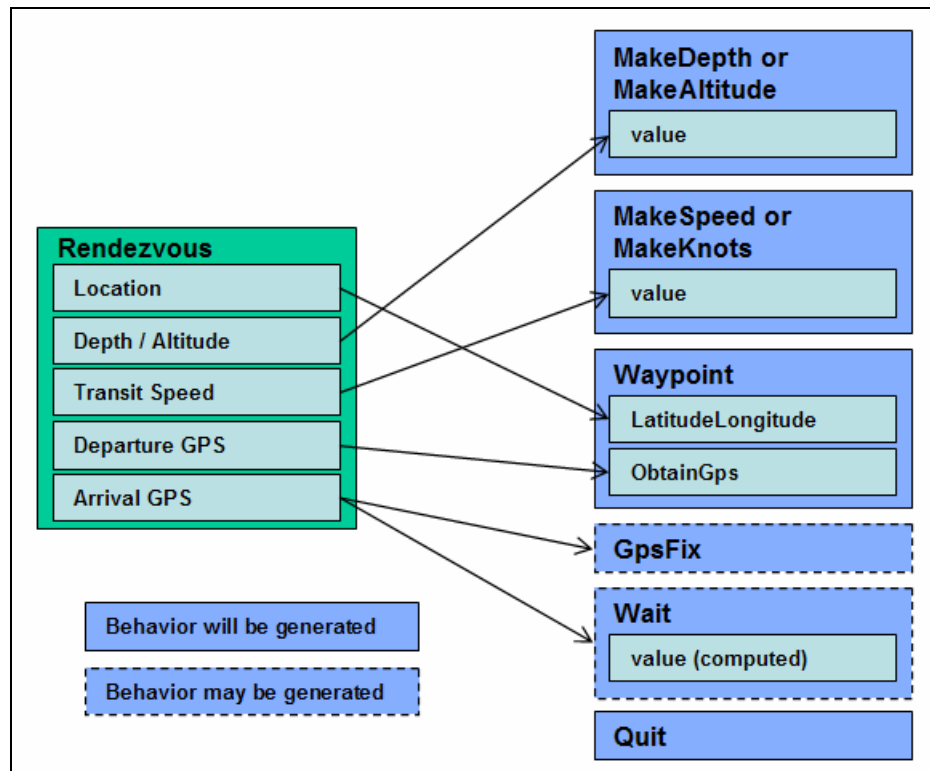 Rendezvous
Location
Depth / Altitude
Transit Speed
Departure GPS
Arrival GPS
Behavior will be generated
Behavior may be generated
MakeDepth or
MakeAltitude
value
MakeSpeed or
MakeKnots
value
Waypoint
LatitudeLongitude
ObtainGps
GpsFix
Wait
value (computed)
Quit